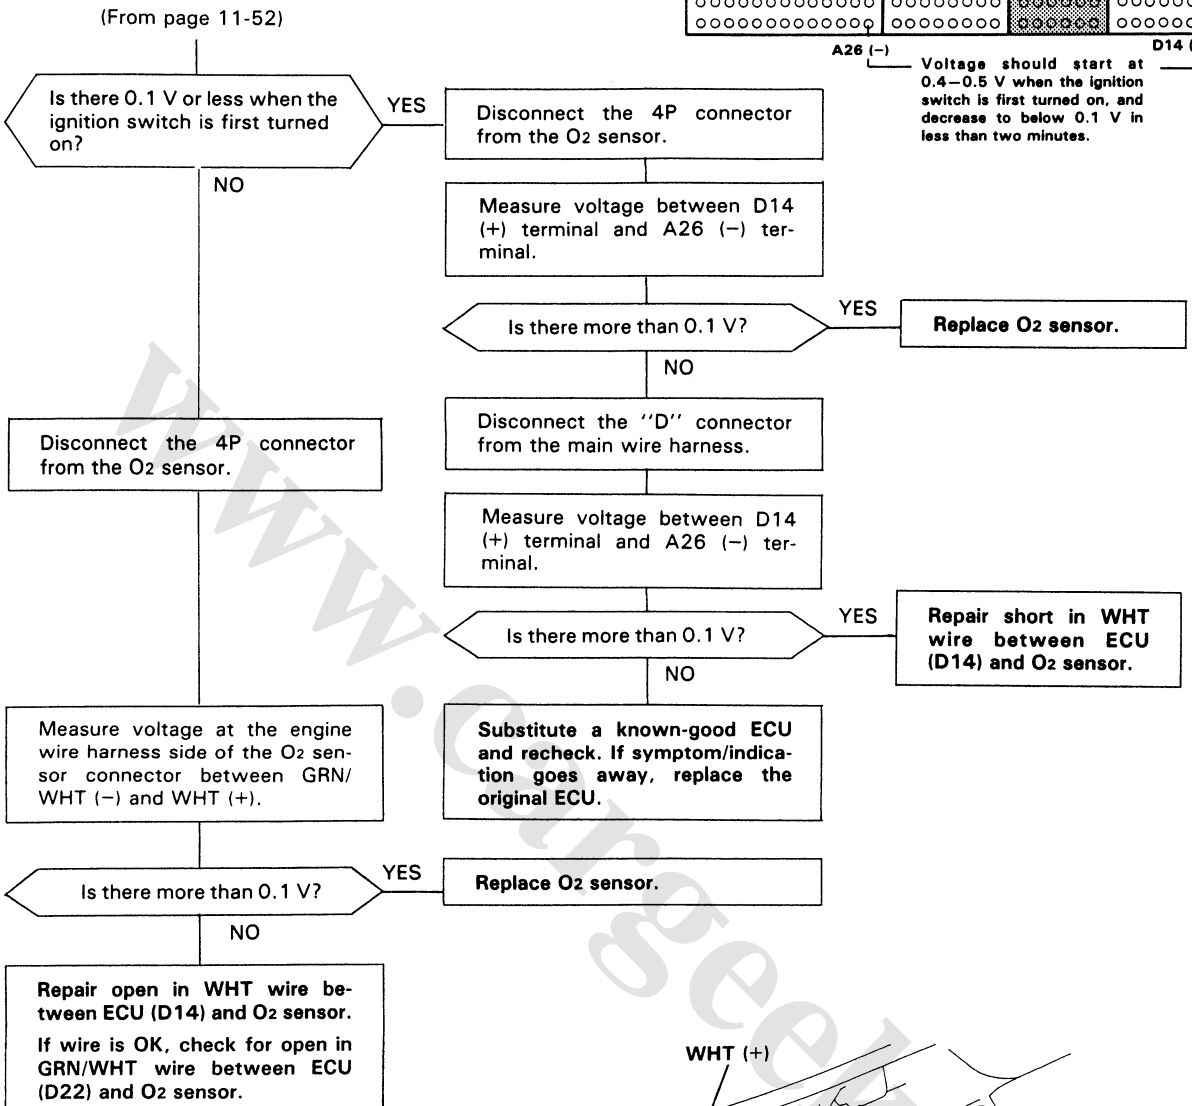 (From page 11-52)
A26 (−)
D14 (
Voltage should start at
0.4—0.5 V when the ignition
switch is first turned on, and
decrease to below 0.1 V in
less than two minutes.
Is there 0.1 V or less when the
ignition switch is first turned
on?
YES
NO
Disconnect the 4P connector
from the O2 sensor.
Measure voltage between D14
(+) terminal and A26 (−) ter-
minal.
Is there more than 0.1 V?
YES
Replace O2 sensor.
NO
Disconnect the ''D'' connector
from the main wire harness.
Measure voltage between D14
(+) terminal and A26 (−) ter-
minal.
Is there more than 0.1 V?
YES
Repair short in WHT
wire between ECU
(D14) and O2 sensor.
NO
Substitute a known-good ECU
and recheck. If symptom/indica-
tion goes away, replace the
original ECU.
Disconnect the 4P connector
from the O2 sensor.
Measure voltage at the engine
wire harness side of the O2 sen-
sor connector between GRN/
WHT (−) and WHT (+).
Is there more than 0.1 V?
YES
Replace O2 sensor.
NO
Repair open in WHT wire be-
tween ECU (D14) and O2 sensor.
If wire is OK, check for open in
GRN/WHT wire between ECU
(D22) and O2 sensor.
WHT (+)
www.cargeek